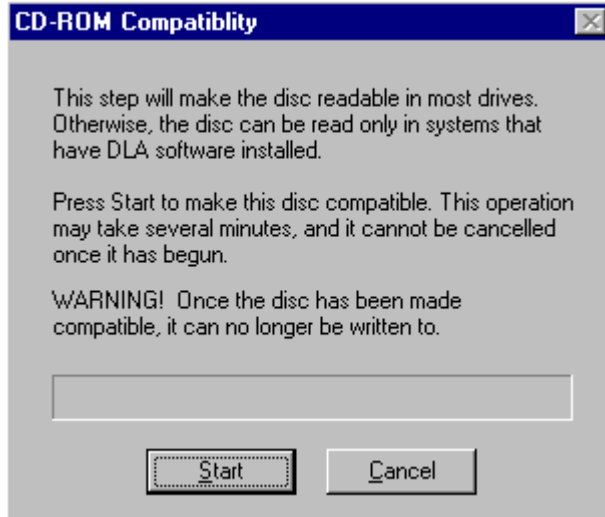 CD-ROM Compatiblity
This step will make the disc readable in most drives.
Otherwise, the disc can be read only in systems that
have DLA software installed.
Press Start to make this disc compatible. This operation
may take several minutes, and it cannot be cancelled
once it has begun.
WARNING!  Once the disc has been made
compatible, it can no longer be written to.
Start
Cancel